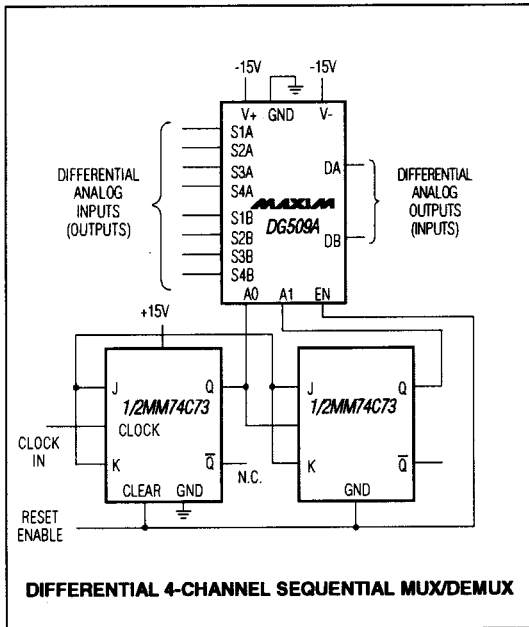 -15V -15V
V+ GND V-
S1A
S2A
S3A
S4A
S1B
S2B
S3B
S4B
DIFFERENTIAL
ANALOG
INPUTS
(OUTPUTS)
MAXIM
DG509A
DA
DB
DIFFERENTIAL
ANALOG
OUTPUTS
(INPUTS)
A0 A1 EN
+15V
J Q
1/2MM74C73
CLOCK
K Q
CLEAR GND
N.C.
J Q
1/2MM74C73
K Q
GND
CLOCK
IN
RESET
ENABLE
DIFFERENTIAL 4-CHANNEL SEQUENTIAL MUX/DEMUX